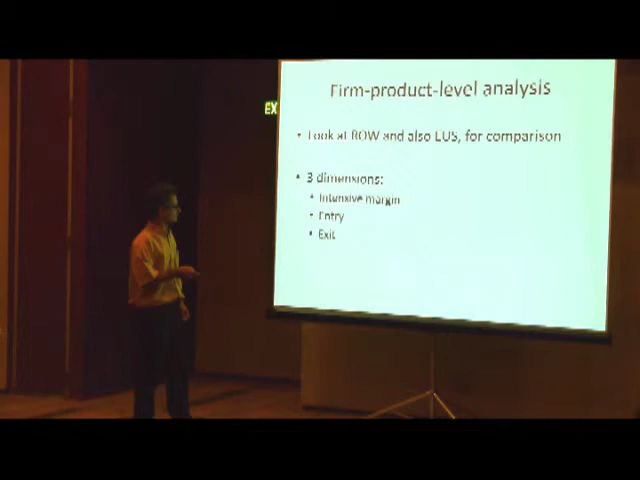 Firm-product-level analysis
EX
• Look at ROW and also EUS, for comparison
• 3 dimensions:
• Intensive margin
• Entry
• Exit